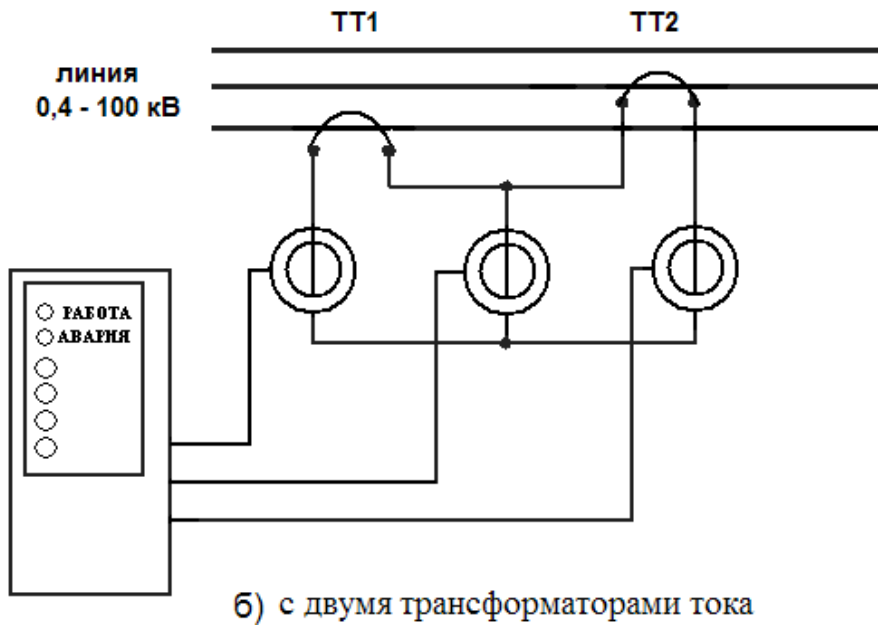 ТТ1 ТТ2
линия
0,4 - 100 кВ
РАБОТА
АВАРИЯ
б) с двумя трансформаторами тока